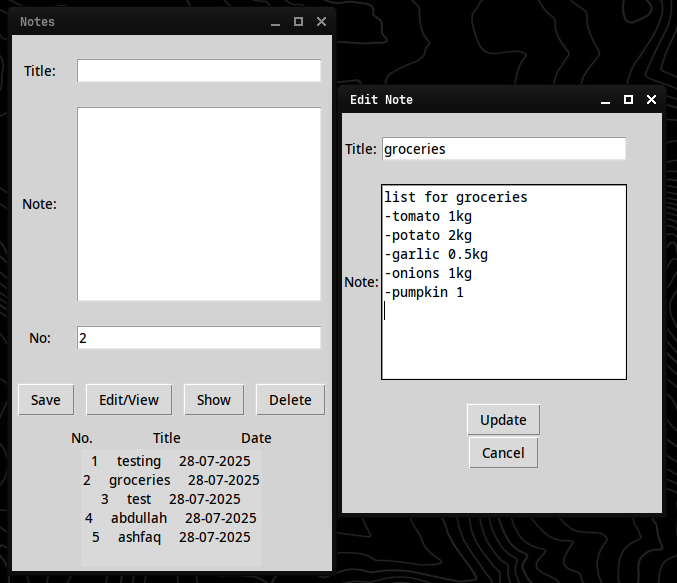 Notes
Title:
Note:
No: 2
Save Edit/View Show Delete
No. Title Date
1 testing 28-07-2025
2 groceries 28-07-2025
3 test 28-07-2025
4 abdullah 28-07-2025
5 ashfaq 28-07-2025
Edit Note
Title: groceries
Note:
list for groceries
-tomato 1kg
-potato 2kg
-garlic 0.5kg
-onions 1kg
-pumpkin 1
Update
Cancel